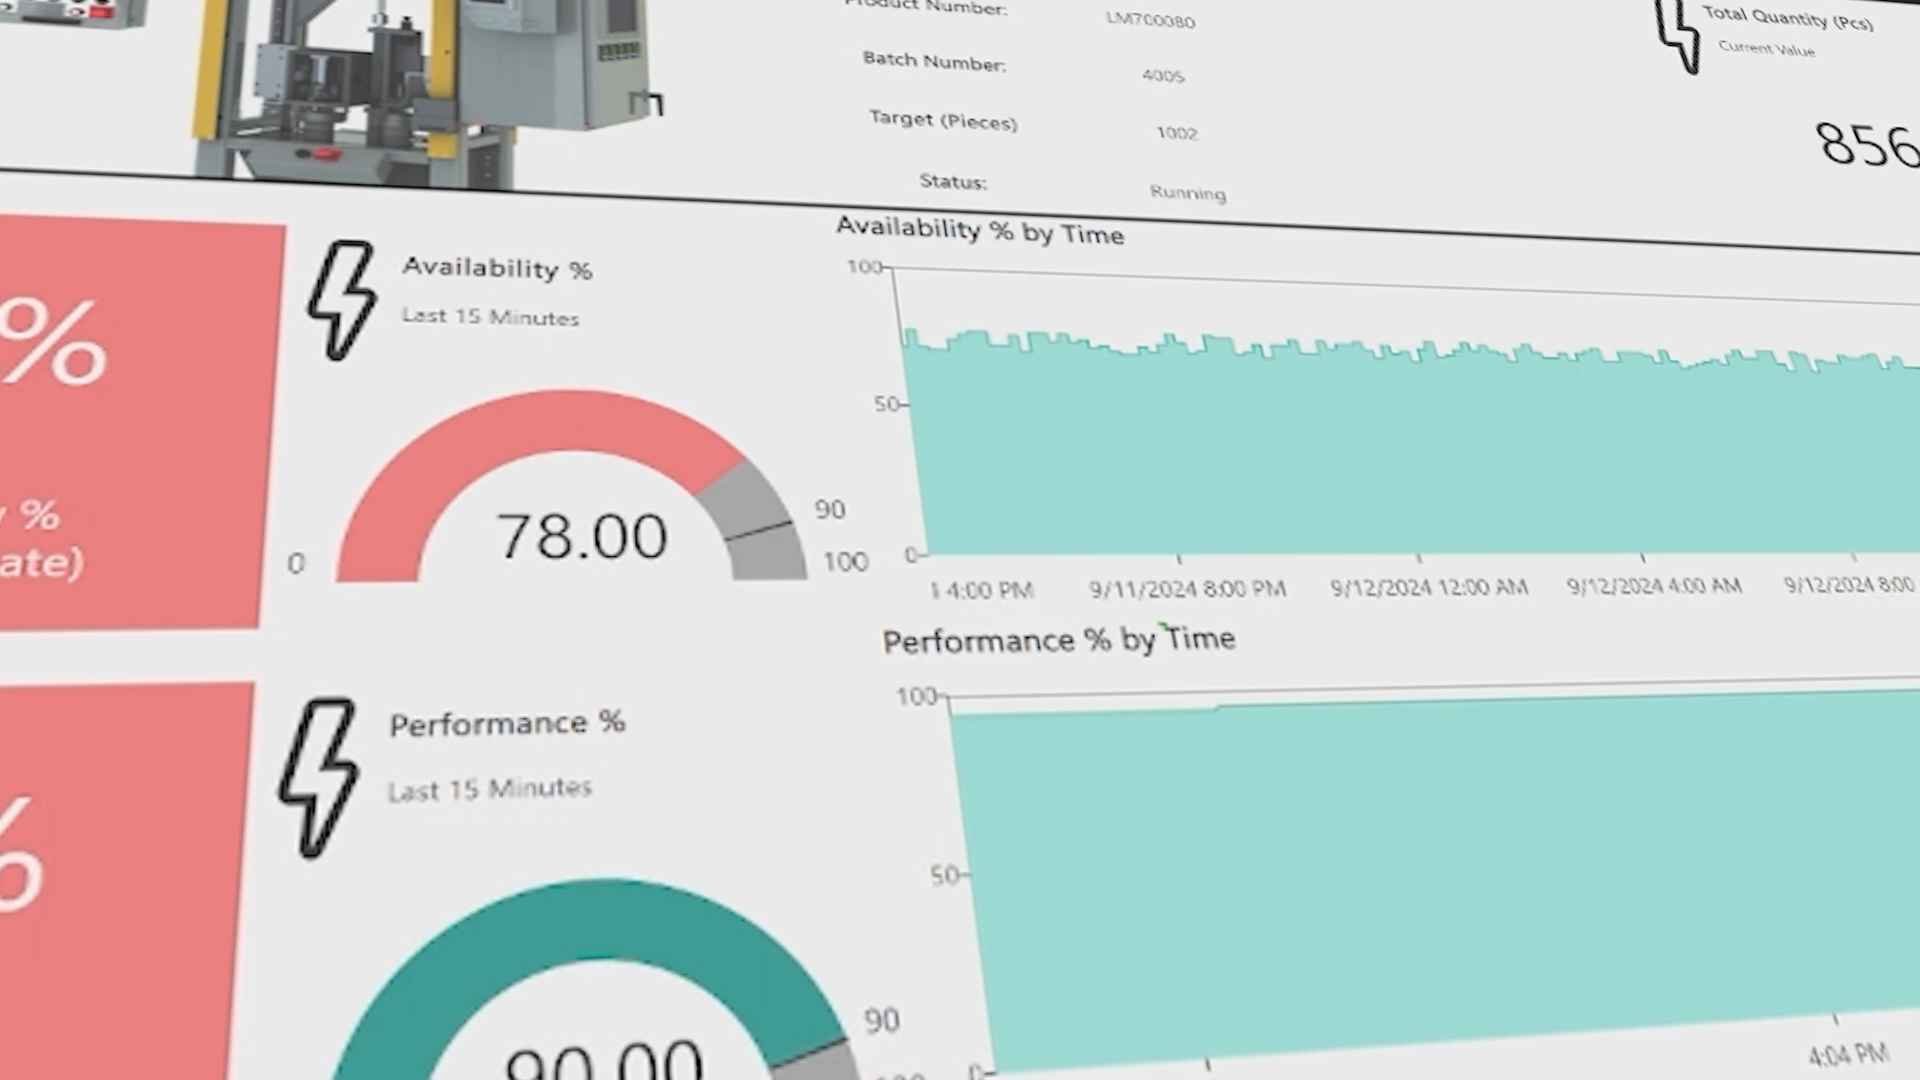 Product Number: LM700080
Total Quantity (Pcs)
Current Value
Batch Number: 4005
Target (Pieces) 1002
856
Status: Running
%
%
ate)
Availability %
Last 15 Minutes
78.00
0
90
100
Availability % by Time
100
50
0
4:00 PM 9/11/2024 8:00 PM 9/12/2024 12:00 AM 9/12/2024 4:00 AM 9/12/2024 8:00
%
Performance %
Last 15 Minutes
90.00
90
Performance % by Time
100
50
0
4:04 PM